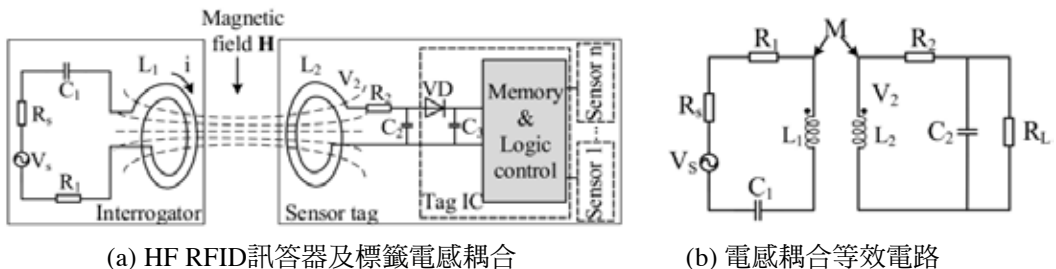 Magnetic
field H
L₁
i
C₁
Rₛ
Vₛ
R₁
Interrogator
L₂
V₂
R₂
C₂
VD
C₃
Memory
&
Logic
control
Tag IC
Sensor tag
Sensor n
Sensor 1
(a) HF RFID訊答器及標籤電感耦合
M
R₁
R₂
Rₛ
V₂
L₁
L₂
C₂
R_L
V_S
C₁
(b) 電感耦合等效電路